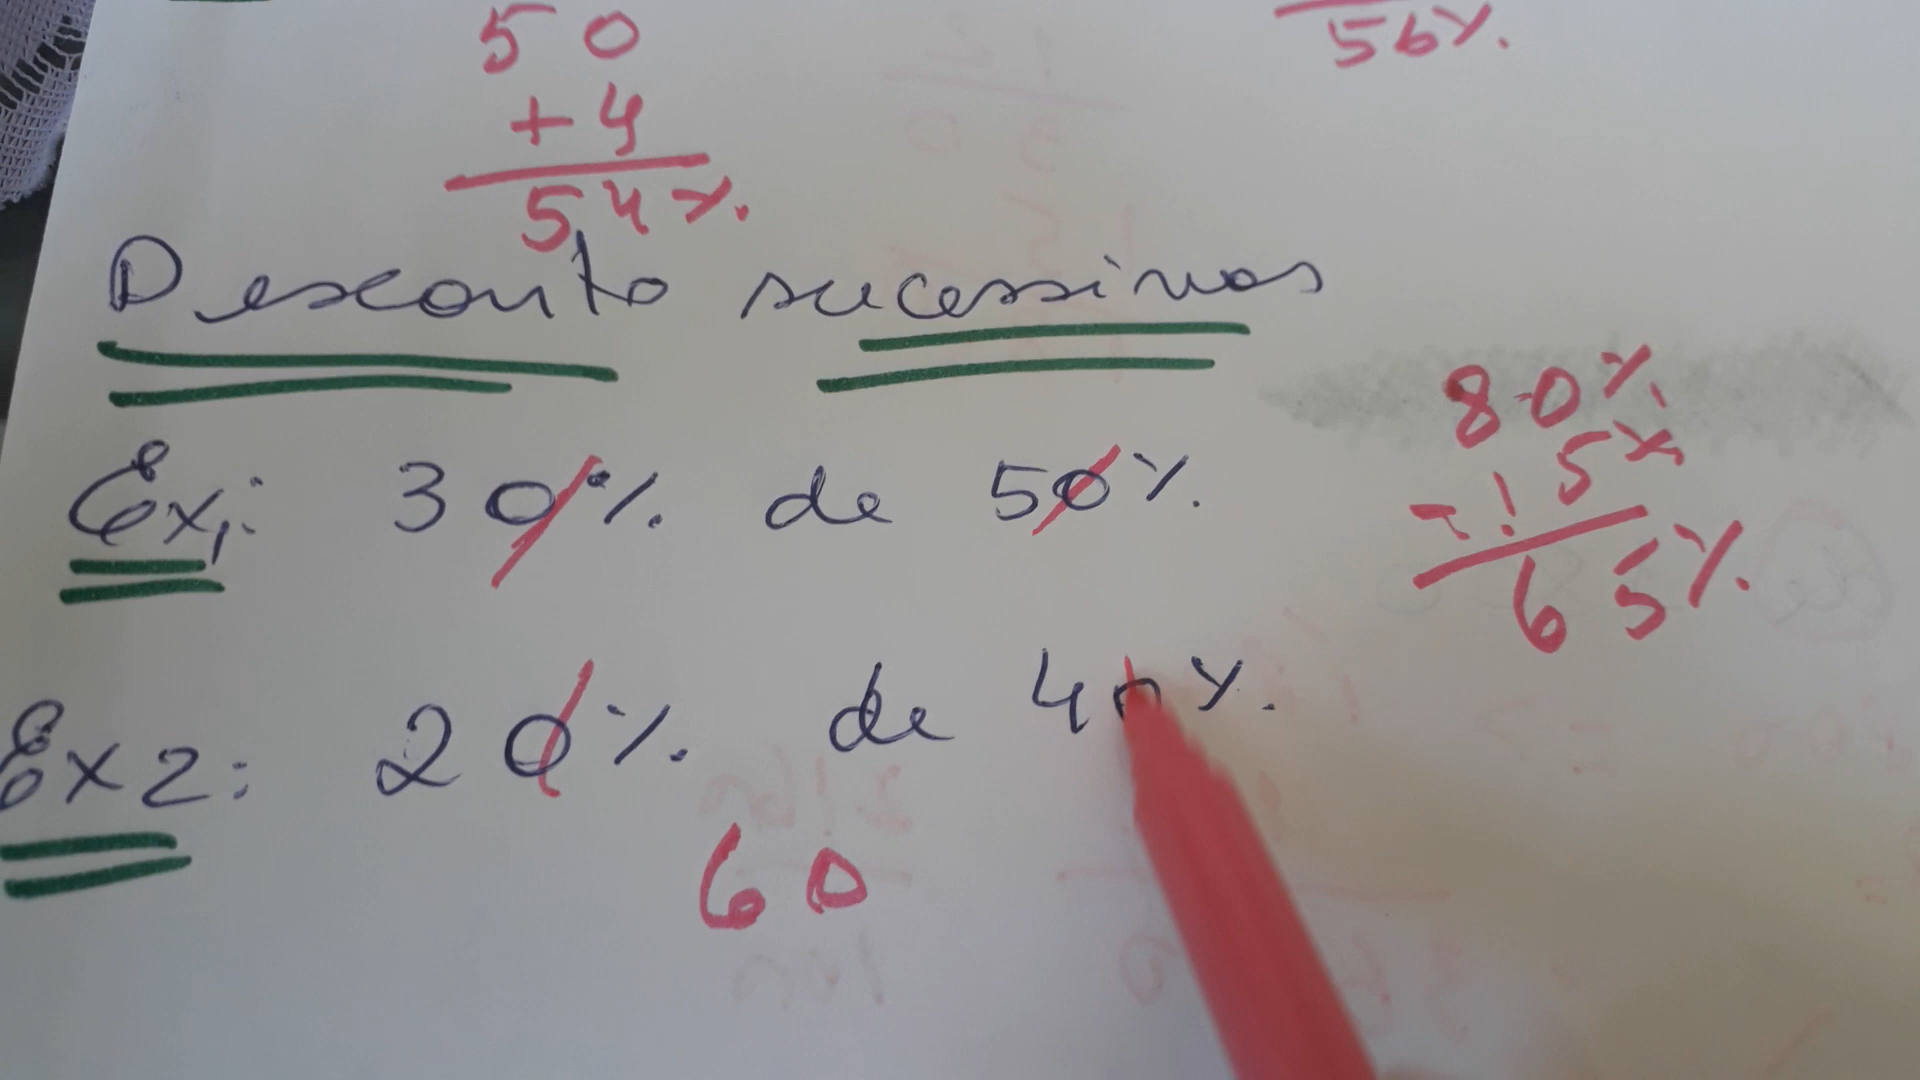 50
+ 4
54%
56%.
Desconto sucessivos
Ex1: 30% de 50%.
80%
- 15%
65%.
Ex2: 20% de 40%.
60